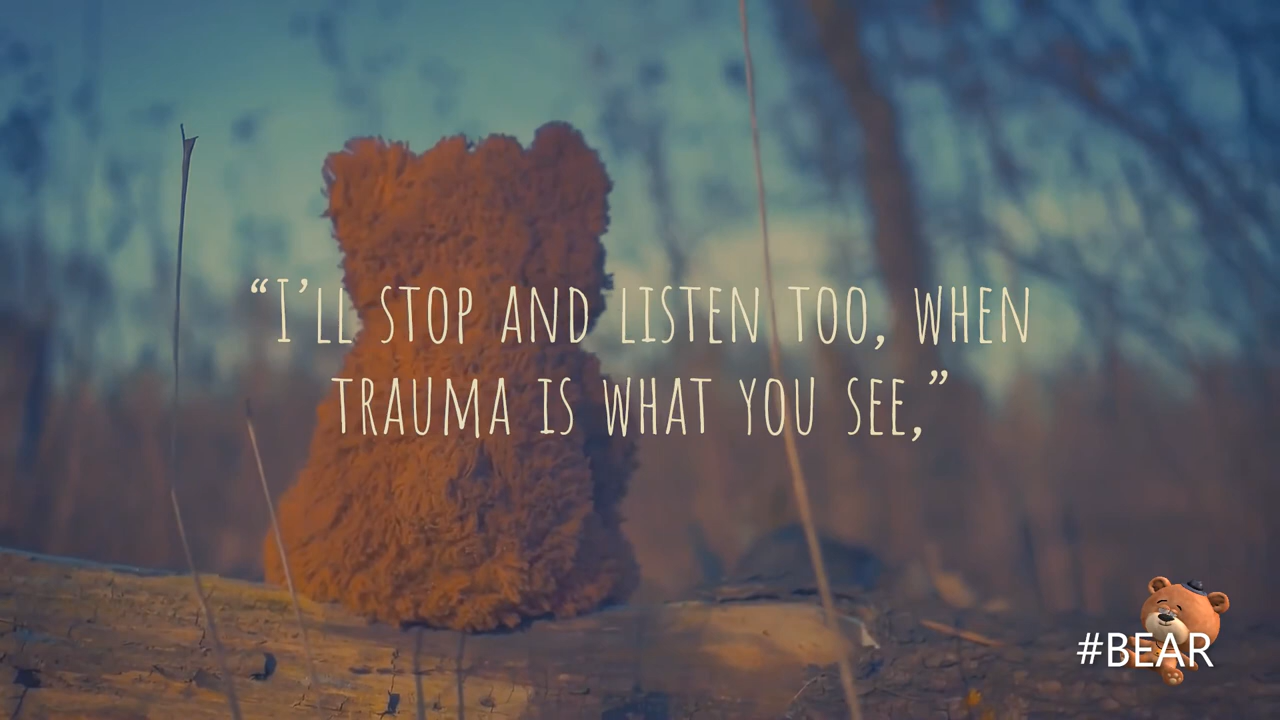 “I’LL STOP AND LISTEN TOO, WHEN
TRAUMA IS WHAT YOU SEE,”
#BEAR